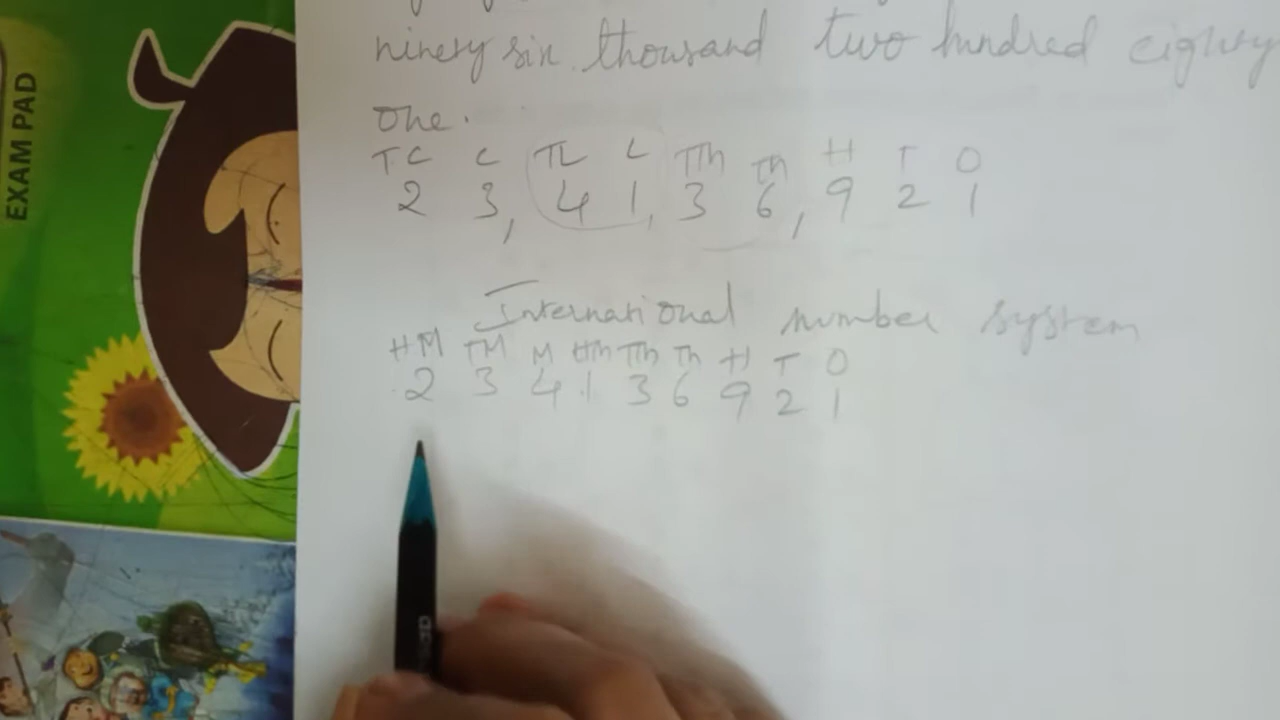 EXAM PAD
ninety six thousand two hundred eighty
one.
TC C TL L TTh Th H T O
2 3, 4 1, 3 6, 9 2 1
International number system
HM TM M HTh TTh Th H T O
2 3 4 1 3 6 9 2 1